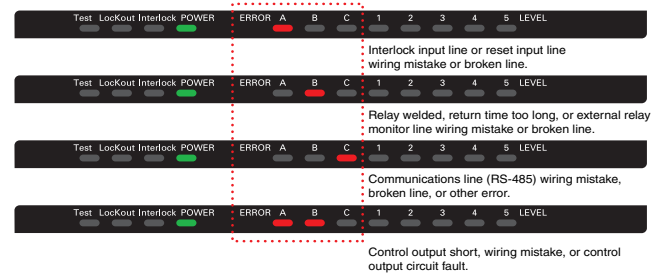 Test LocKout Interlock POWER ERROR A B C 1 2 3 4 5 LEVEL
Interlock input line or reset input line
wiring mistake or broken line.
Test LocKout Interlock POWER ERROR A B C 1 2 3 4 5 LEVEL
Relay welded, return time too long, or external relay
monitor line wiring mistake or broken line.
Test LocKout Interlock POWER ERROR A B C 1 2 3 4 5 LEVEL
Communications line (RS-485) wiring mistake,
broken line, or other error.
Test LocKout Interlock POWER ERROR A B C 1 2 3 4 5 LEVEL
Control output short, wiring mistake, or control
output circuit fault.